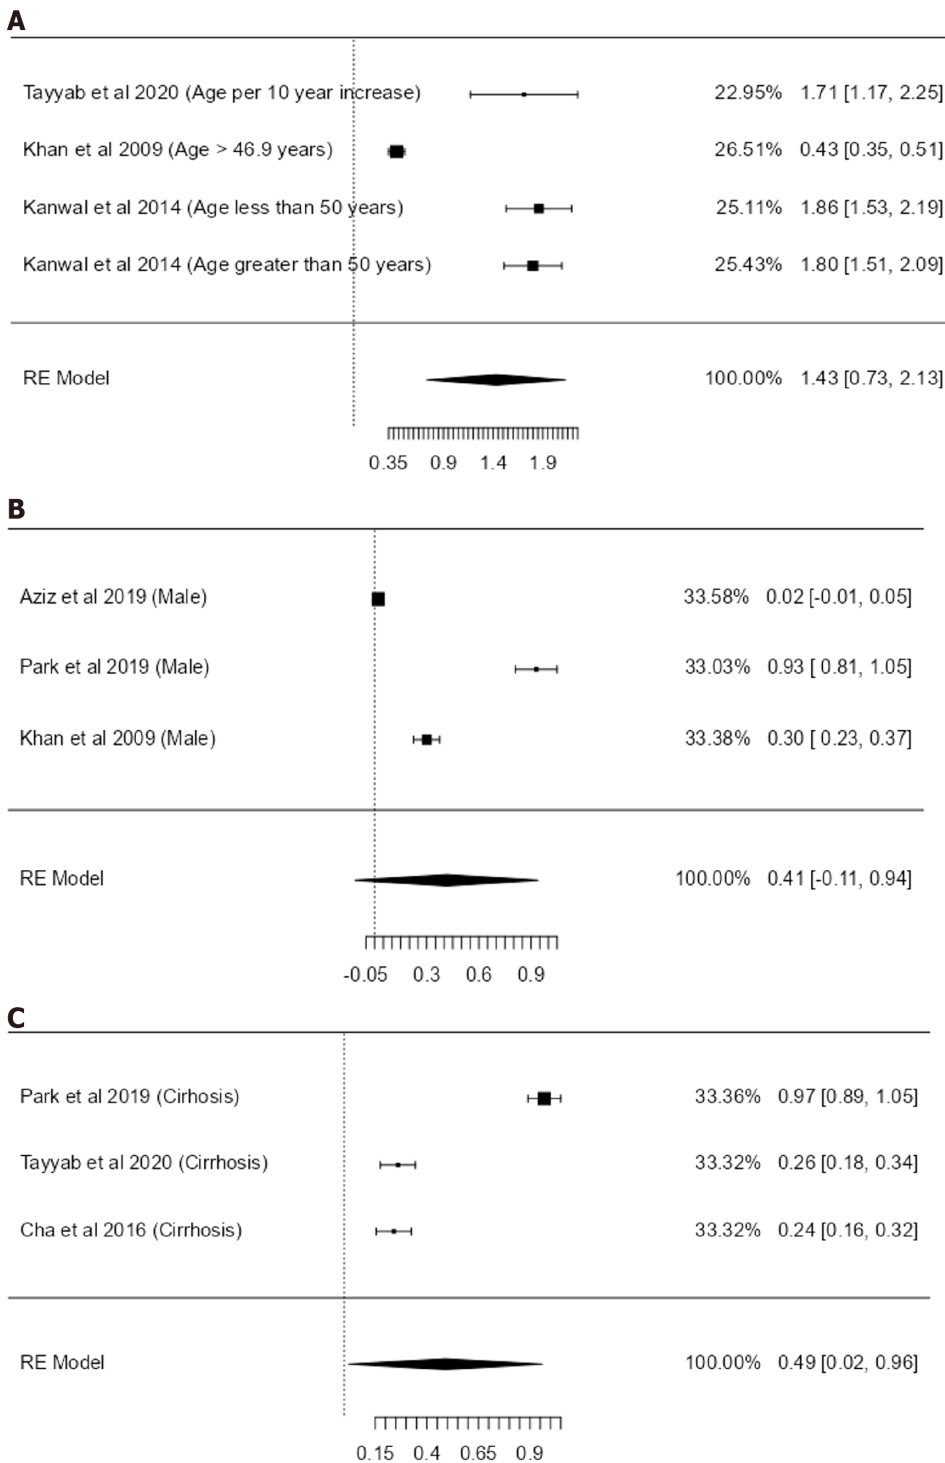 A
Tayyab et al 2020 (Age per 10 year increase) 22.95% 1.71 [1.17, 2.25]
Khan et al 2009 (Age > 46.9 years) 26.51% 0.43 [0.35, 0.51]
Kanwal et al 2014 (Age less than 50 years) 25.11% 1.86 [1.53, 2.19]
Kanwal et al 2014 (Age greater than 50 years) 25.43% 1.80 [1.51, 2.09]
RE Model 100.00% 1.43 [0.73, 2.13]
0.35 0.9 1.4 1.9
B
Aziz et al 2019 (Male) 33.58% 0.02 [-0.01, 0.05]
Park et al 2019 (Male) 33.03% 0.93 [ 0.81, 1.05]
Khan et al 2009 (Male) 33.38% 0.30 [ 0.23, 0.37]
RE Model 100.00% 0.41 [-0.11, 0.94]
-0.05 0.3 0.6 0.9
C
Park et al 2019 (Cirhosis) 33.36% 0.97 [0.89, 1.05]
Tayyab et al 2020 (Cirrhosis) 33.32% 0.26 [0.18, 0.34]
Cha et al 2016 (Cirrhosis) 33.32% 0.24 [0.16, 0.32]
RE Model 100.00% 0.49 [0.02, 0.96]
0.15 0.4 0.65 0.9